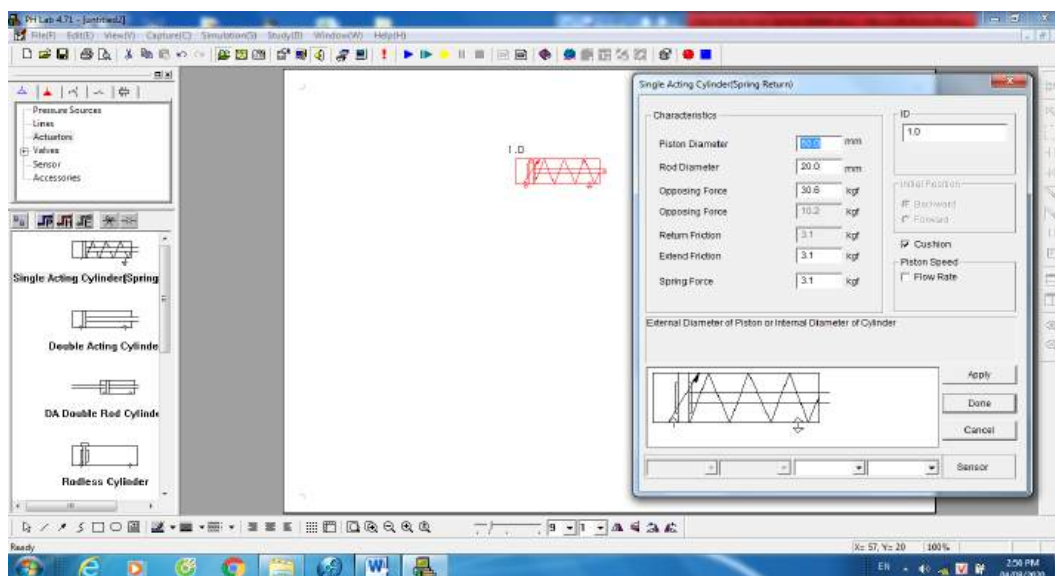 PH Lab 4.71 - [untitled2]
File(F) Edit(E) View(V) Capture(C) Simulation(S) Study(D) Window(W) Help(H)
Pressure Sources
Lines
Actuators
Valves
Sensor
Accessories
Single Acting Cylinder(Spring
Double Acting Cylinde
DA Double Rod Cylinde
Rodless Cylinder
1.0
Single Acting Cylinder(Spring Return)
Characteristics
Piston Diameter mm
Rod Diameter 20.0 mm
Opposing Force 30.6 kgf
Opposing Force 10.2 kgf
Return Friction 3.1 kgf
Extend Friction 3.1 kgf
Spring Force 3.1 kgf
ID
1.0
Initial Position
Backward
Forward
Cushion
Piston Speed
Flow Rate
External Diameter of Piston or Internal Diameter of Cylinder
Apply
Done
Cancel
Sensor
9 1
Ready
X= 57, Y= 20 100%
EN 2:56 PM